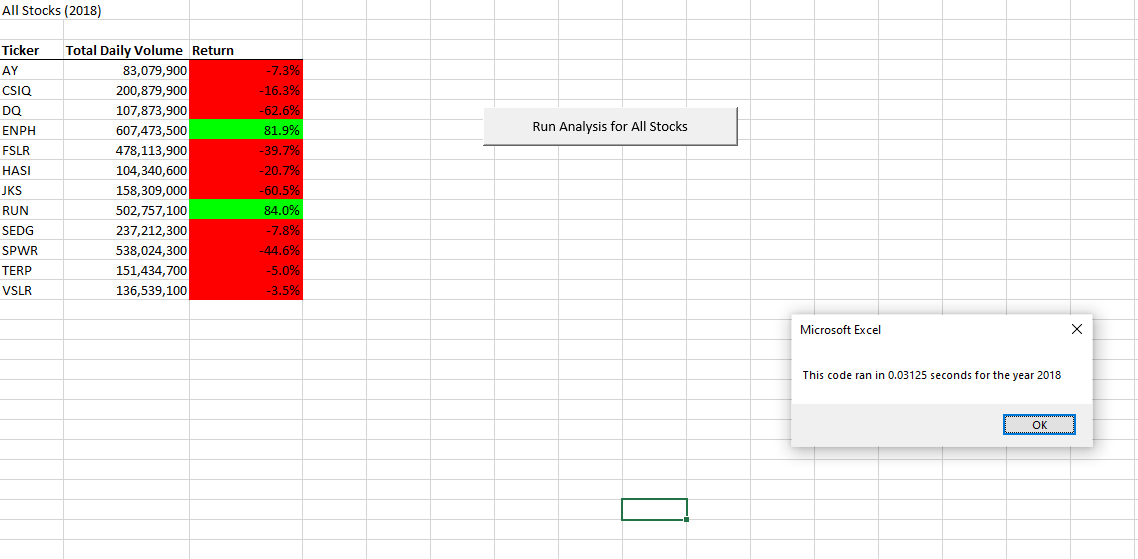 All Stocks (2018)
Ticker Total Daily Volume Return
AY 83,079,900 -7.3%
CSIQ 200,879,900 -16.3%
DQ 107,873,900 -62.6%
ENPH 607,473,500 81.9%
FSLR 478,113,900 -39.7%
HASI 104,340,600 -20.7%
JKS 158,309,000 -60.5%
RUN 502,757,100 84.0%
SEDG 237,212,300 -7.8%
SPWR 538,024,300 -44.6%
TERP 151,434,700 -5.0%
VSLR 136,539,100 -3.5%
Run Analysis for All Stocks
Microsoft Excel
This code ran in 0.03125 seconds for the year 2018
OK